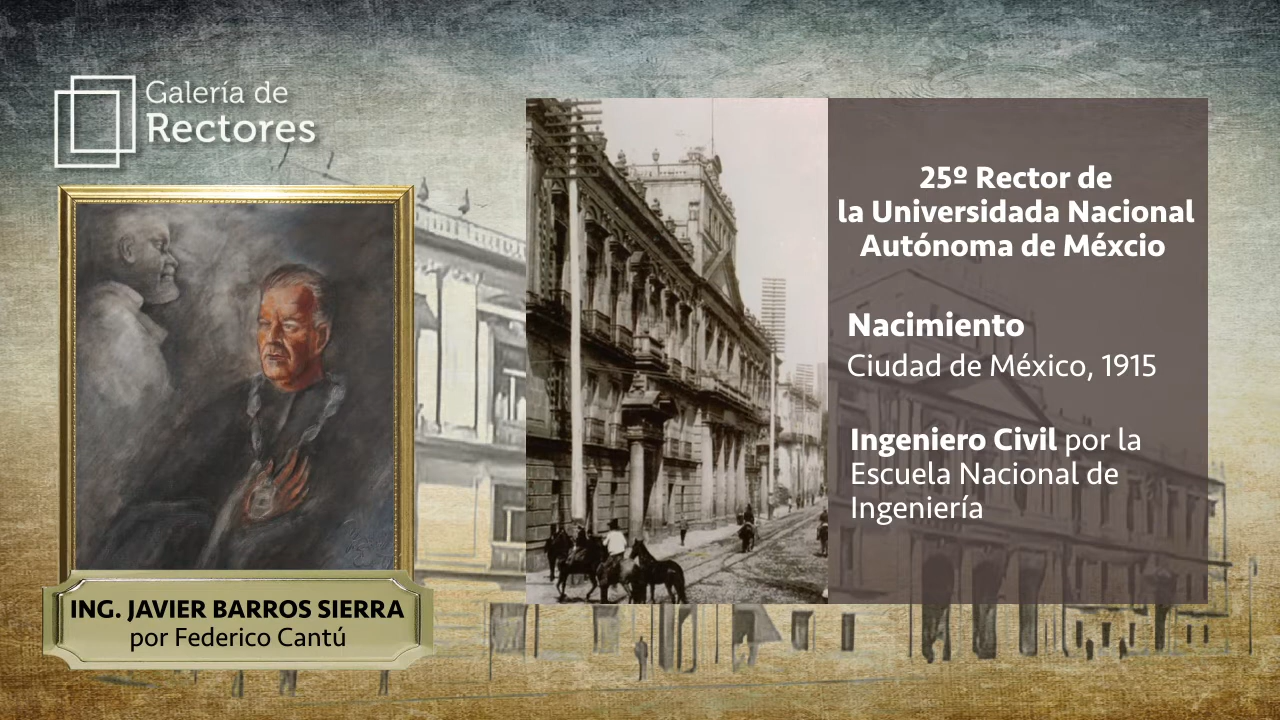 Galería de
Rectores
ING. JAVIER BARROS SIERRA
por Federico Cantú
25º Rector de
la Universidada Nacional
Autónoma de Méxcio
Nacimiento
Ciudad de México, 1915
Ingeniero Civil por la
Escuela Nacional de
Ingeniería